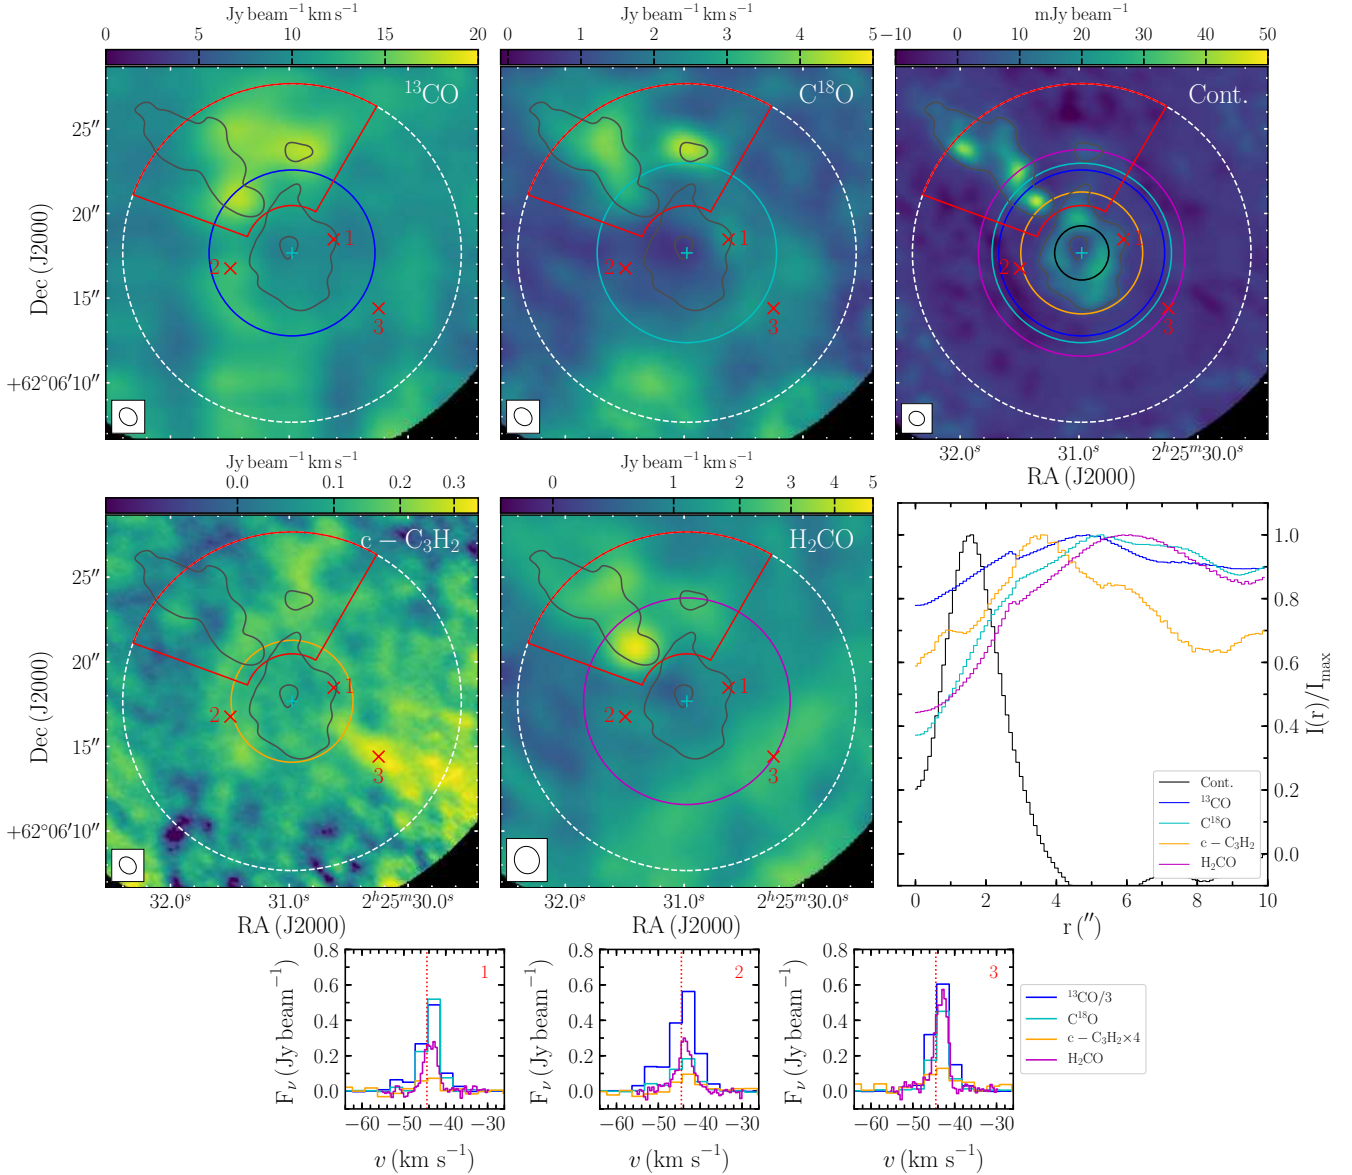 Jy beam⁻¹ km s⁻¹
Jy beam⁻¹ km s⁻¹
mJy beam⁻¹
0 5 10 15 20
0 1 2 3 4 5
−10 0 10 20 30 40 50
¹³CO
C¹⁸O
Cont.
1
2
3
1
2
3
1
2
3
Dec (J2000)
25″
20″
15″
+62°06′10″
32.0ˢ 31.0ˢ 2ʰ25ᵐ30.0ˢ
RA (J2000)
Jy beam⁻¹ km s⁻¹
Jy beam⁻¹ km s⁻¹
0.0 0.1 0.2 0.3
0 1 2 3 4 5
c − C₃H₂
H₂CO
1
2
3
1
2
3
Dec (J2000)
25″
20″
15″
+62°06′10″
32.0ˢ 31.0ˢ 2ʰ25ᵐ30.0ˢ
RA (J2000)
32.0ˢ 31.0ˢ 2ʰ25ᵐ30.0ˢ
RA (J2000)
1.0
0.8
0.6
0.4
0.2
0.0
I(r)/Iₘₐₓ
Cont.
¹³CO
C¹⁸O
c − C₃H₂
H₂CO
0 2 4 6 8 10
r (″)
F_ν (Jy beam⁻¹)
0.8
0.6
0.4
0.2
0.0
1
−60 −50 −40 −30
v (km s⁻¹)
F_ν (Jy beam⁻¹)
0.8
0.6
0.4
0.2
0.0
2
−60 −50 −40 −30
v (km s⁻¹)
F_ν (Jy beam⁻¹)
0.8
0.6
0.4
0.2
0.0
3
−60 −50 −40 −30
v (km s⁻¹)
¹³CO/3
C¹⁸O
c − C₃H₂×4
H₂CO